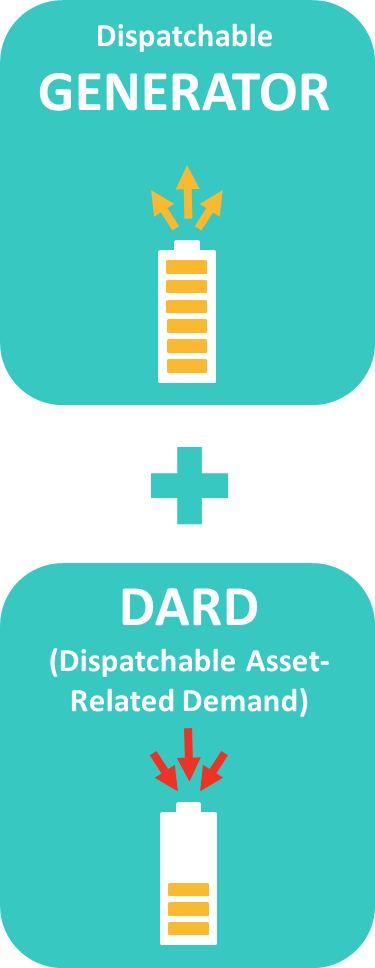 Dispatchable
GENERATOR
DARD
(Dispatchable Asset-
Related Demand)